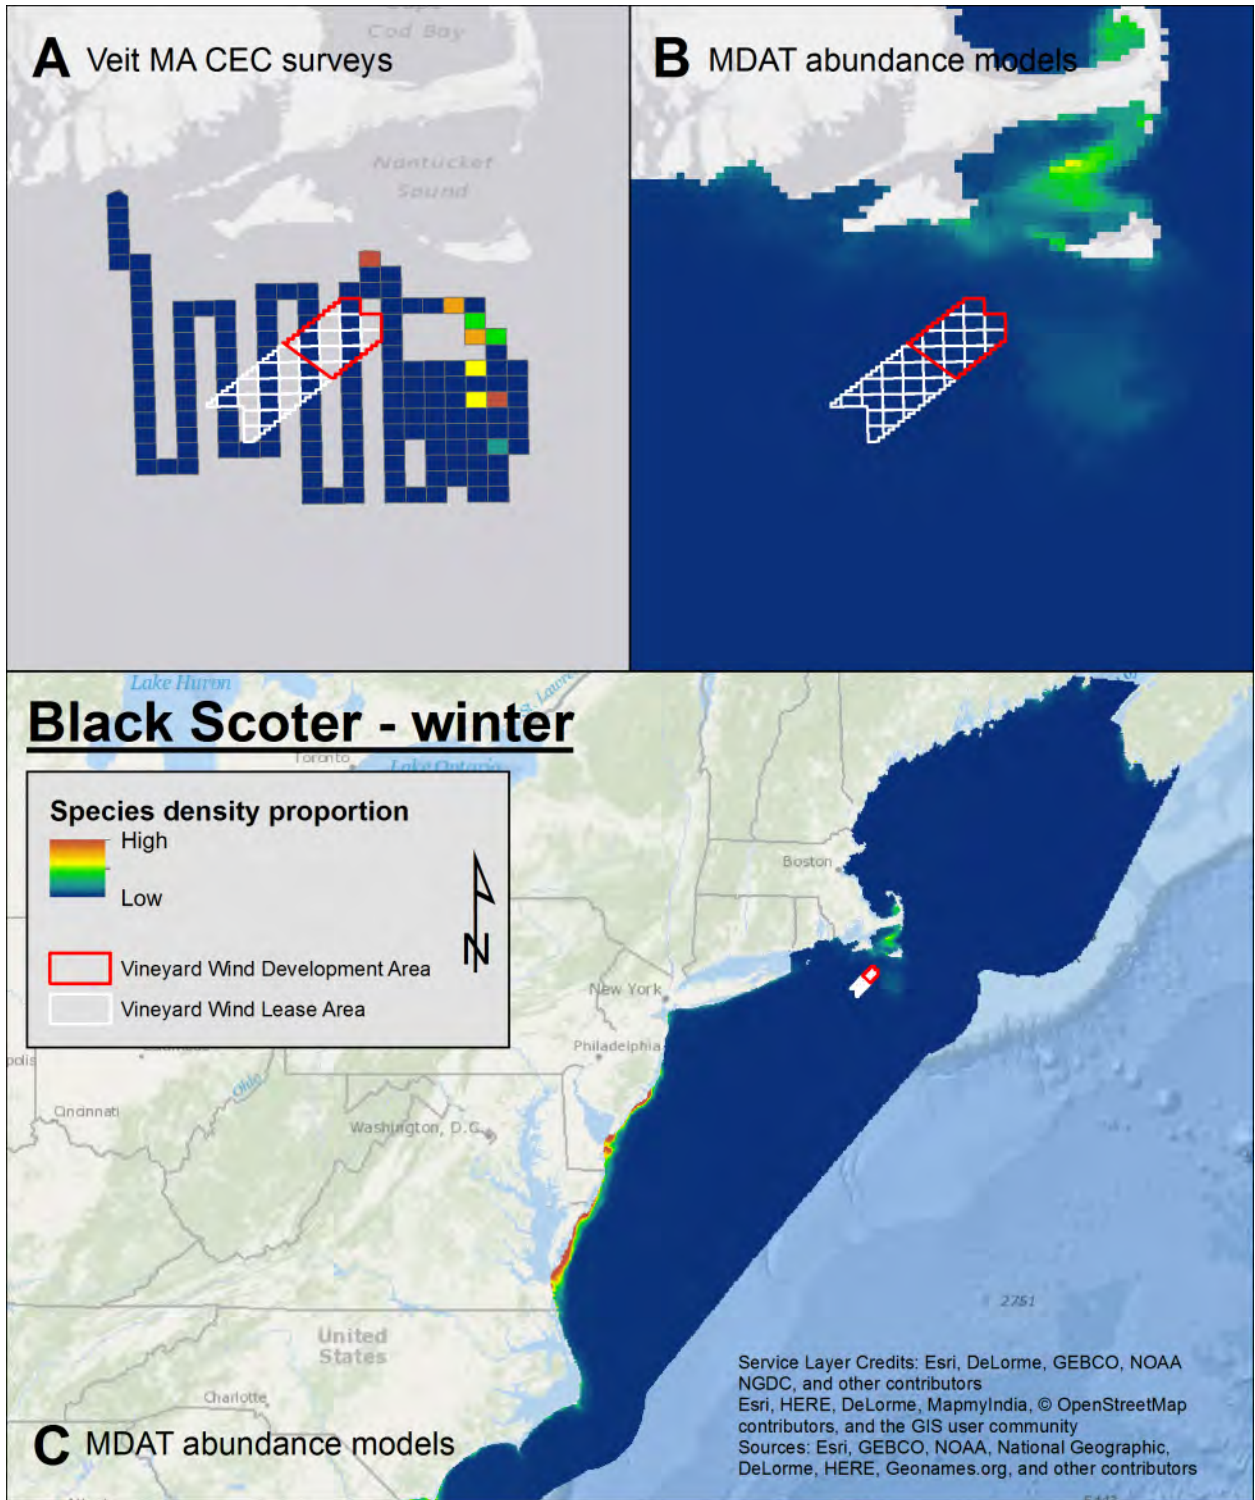 Cod Bay
A Veit MA CEC surveys
Nantucket
Sound
B MDAT abundance models
Lake Huron
Black Scoter - winter
Toronto
Lake Ontario
Species density proportion
High
Low
N
Vineyard Wind Development Area
Vineyard Wind Lease Area
Boston
New York
Philadelphia
Ohio
Cincinnati
Washington, D.C.
United
States
Charlotte
2751
Service Layer Credits: Esri, DeLorme, GEBCO, NOAA
NGDC, and other contributors
Esri, HERE, DeLorme, MapmyIndia, © OpenStreetMap
contributors, and the GIS user community
Sources: Esri, GEBCO, NOAA, National Geographic,
DeLorme, HERE, Geonames.org, and other contributors
C MDAT abundance models